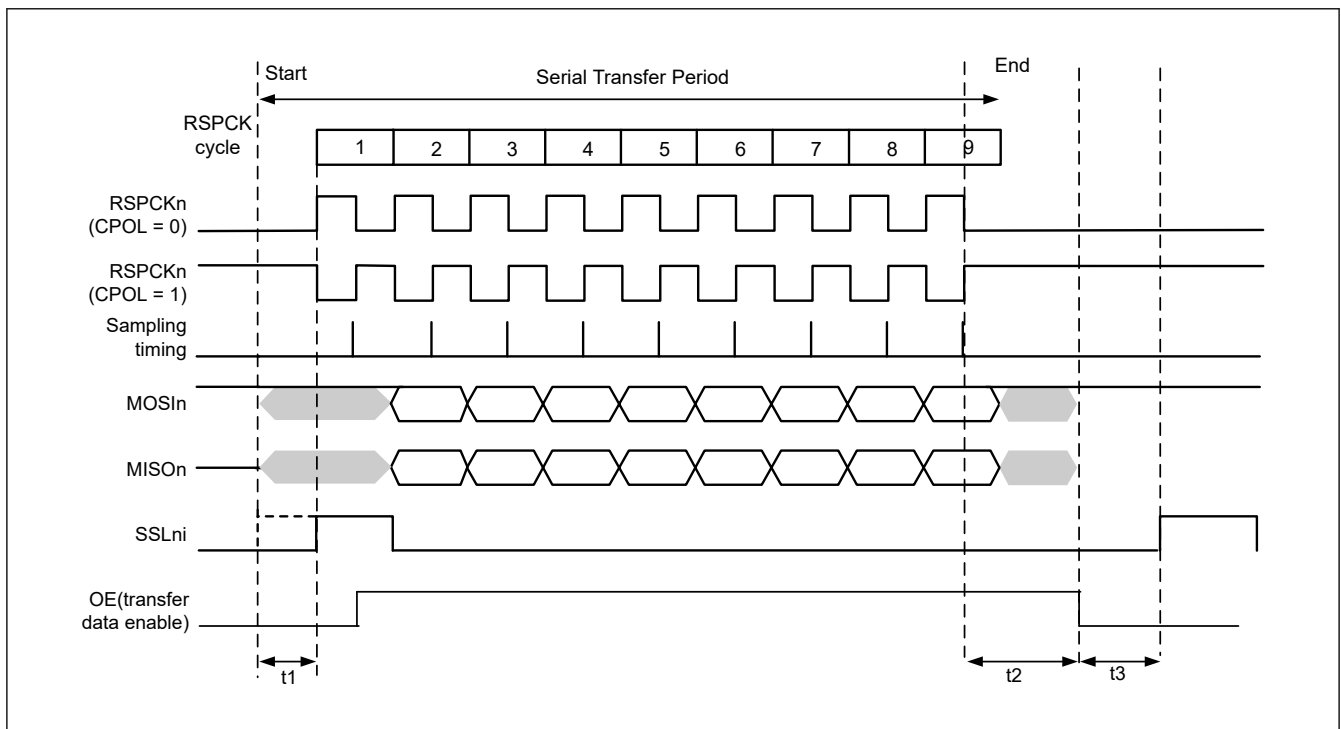 Start
Serial Transfer Period
End
RSPCK
cycle
1 2 3 4 5 6 7 8 9
RSPCKn
(CPOL = 0)
RSPCKn
(CPOL = 1)
Sampling
timing
MOSIn
MISOn
SSLni
OE(transfer
data enable)
t1
t2
t3